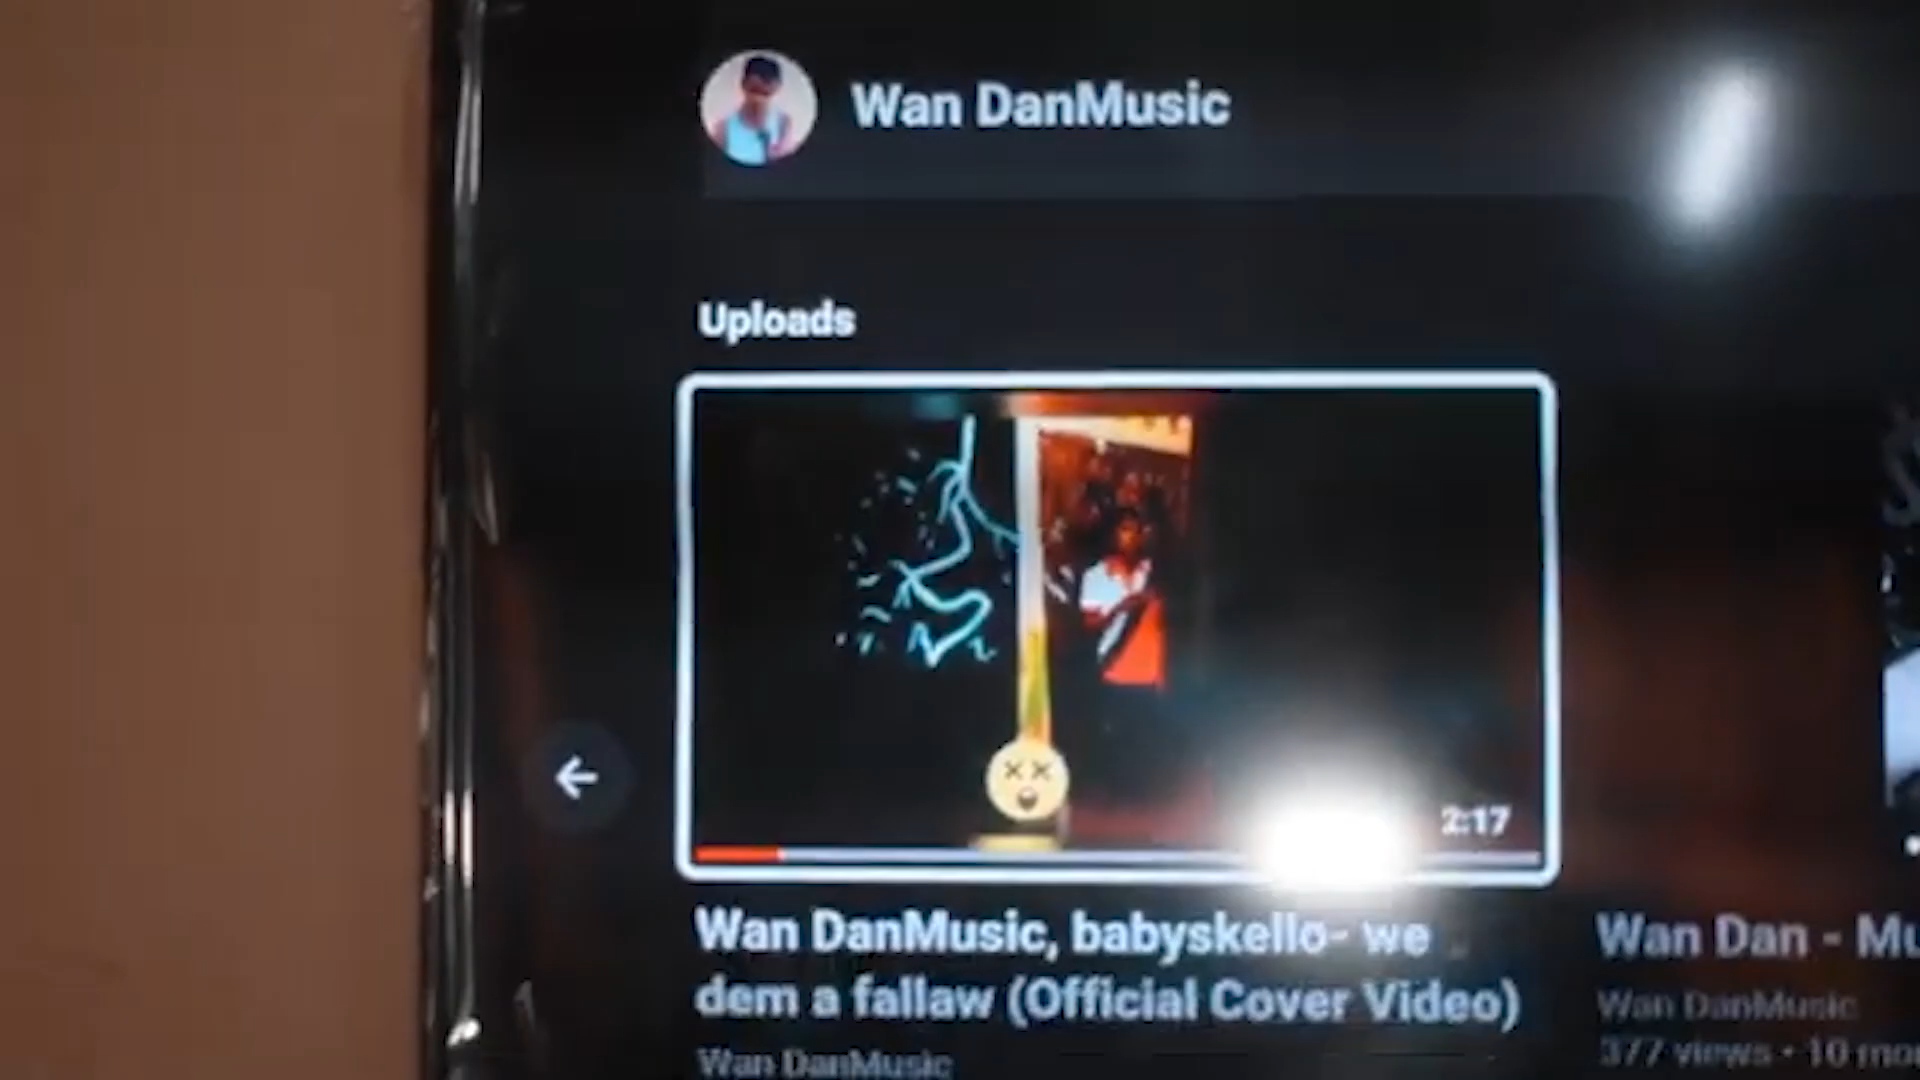 Wan DanMusic
Uploads
2:17
Wan DanMusic, babyskello- we
dem a fallaw (Official Cover Video)
Wan DanMusic
Wan Dan - Mu
Wan DanMusic
377 views • 10 mo